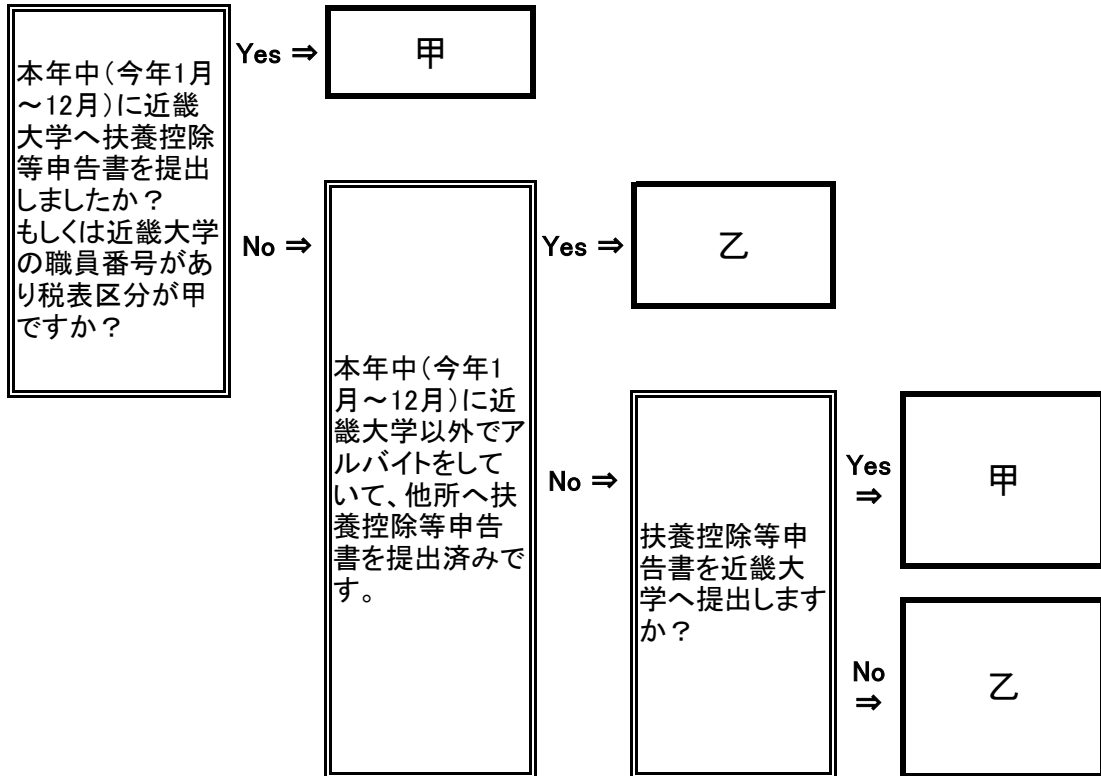 本年中(今年1月
～12月)に近畿
大学へ扶養控除
等申告書を提出
しましたか？
もしくは近畿大学
の職員番号があ
り税表区分が甲
ですか？
Yes ⇒
甲
No ⇒
本年中(今年1
月～12月)に近
畿大学以外でア
ルバイトをして
いて、他所へ扶
養控除等申告
書を提出済みで
す。
Yes ⇒
乙
No ⇒
扶養控除等申
告書を近畿大
学へ提出します
か？
Yes
⇒
甲
No
⇒
乙